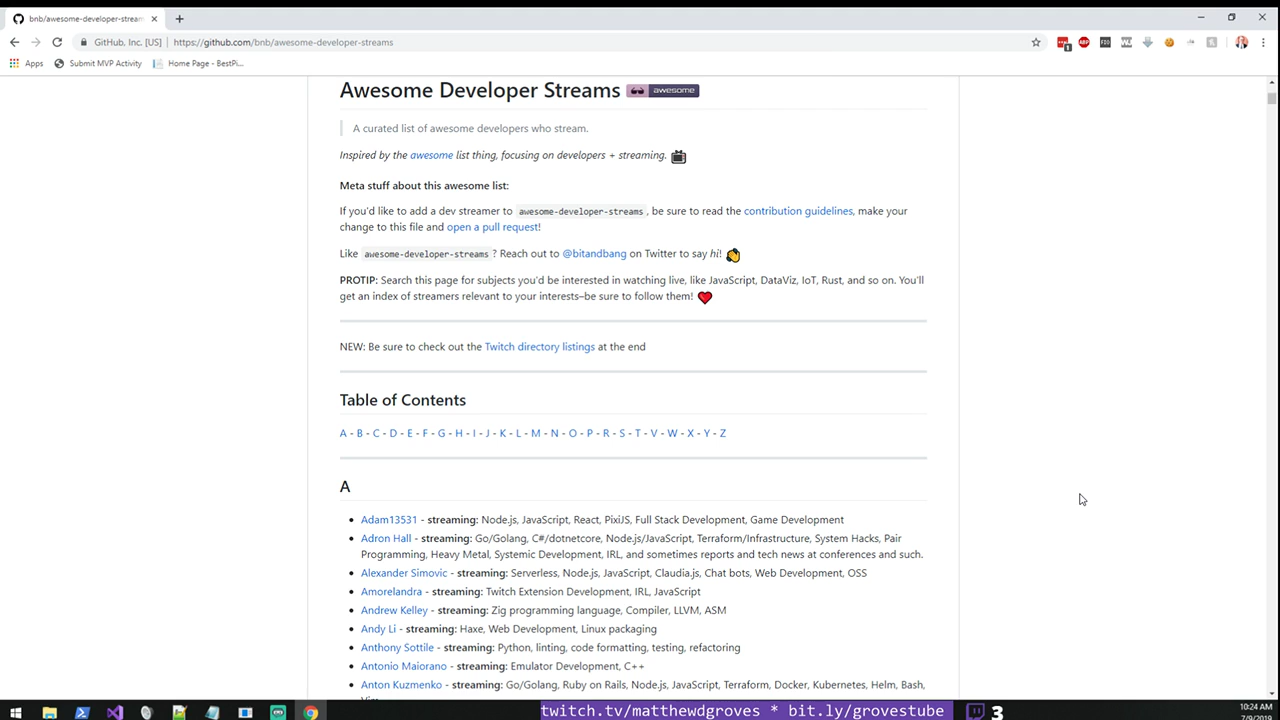 bnb/awesome-developer-stream
GitHub, Inc. [US] https://github.com/bnb/awesome-developer-streams
Apps Submit MVP Activity Home Page - BestPi...
Awesome Developer Streams awesome
A curated list of awesome developers who stream.
Inspired by the awesome list thing, focusing on developers + streaming.
Meta stuff about this awesome list:
If you'd like to add a dev streamer to awesome-developer-streams, be sure to read the contribution guidelines, make your
change to this file and open a pull request!
Like awesome-developer-streams? Reach out to @bitandbang on Twitter to say hi!
PROTIP: Search this page for subjects you'd be interested in watching live, like JavaScript, DataViz, IoT, Rust, and so on. You'll
get an index of streamers relevant to your interests–be sure to follow them!
NEW: Be sure to check out the Twitch directory listings at the end
Table of Contents
A - B - C - D - E - F - G - H - I - J - K - L - M - N - O - P - R - S - T - V - W - X - Y - Z
A
Adam13531 - streaming: Node.js, JavaScript, React, PixiJS, Full Stack Development, Game Development
Adron Hall - streaming: Go/Golang, C#/dotnetcore, Node.js/JavaScript, Terraform/Infrastructure, System Hacks, Pair
Programming, Heavy Metal, Systemic Development, IRL, and sometimes reports and tech news at conferences and such.
Alexander Simovic - streaming: Serverless, Node.js, JavaScript, Claudia.js, Chat bots, Web Development, OSS
Amorelandra - streaming: Twitch Extension Development, IRL, JavaScript
Andrew Kelley - streaming: Zig programming language, Compiler, LLVM, ASM
Andy Li - streaming: Haxe, Web Development, Linux packaging
Anthony Sottile - streaming: Python, linting, code formatting, testing, refactoring
Antonio Maiorano - streaming: Emulator Development, C++
Anton Kuzmenko - streaming: Go/Golang, Ruby on Rails, Node.js, JavaScript, Terraform, Docker, Kubernetes, Helm, Bash,
twitch.tv/matthewdgroves * bit.ly/grovestube 3
10:24 AM